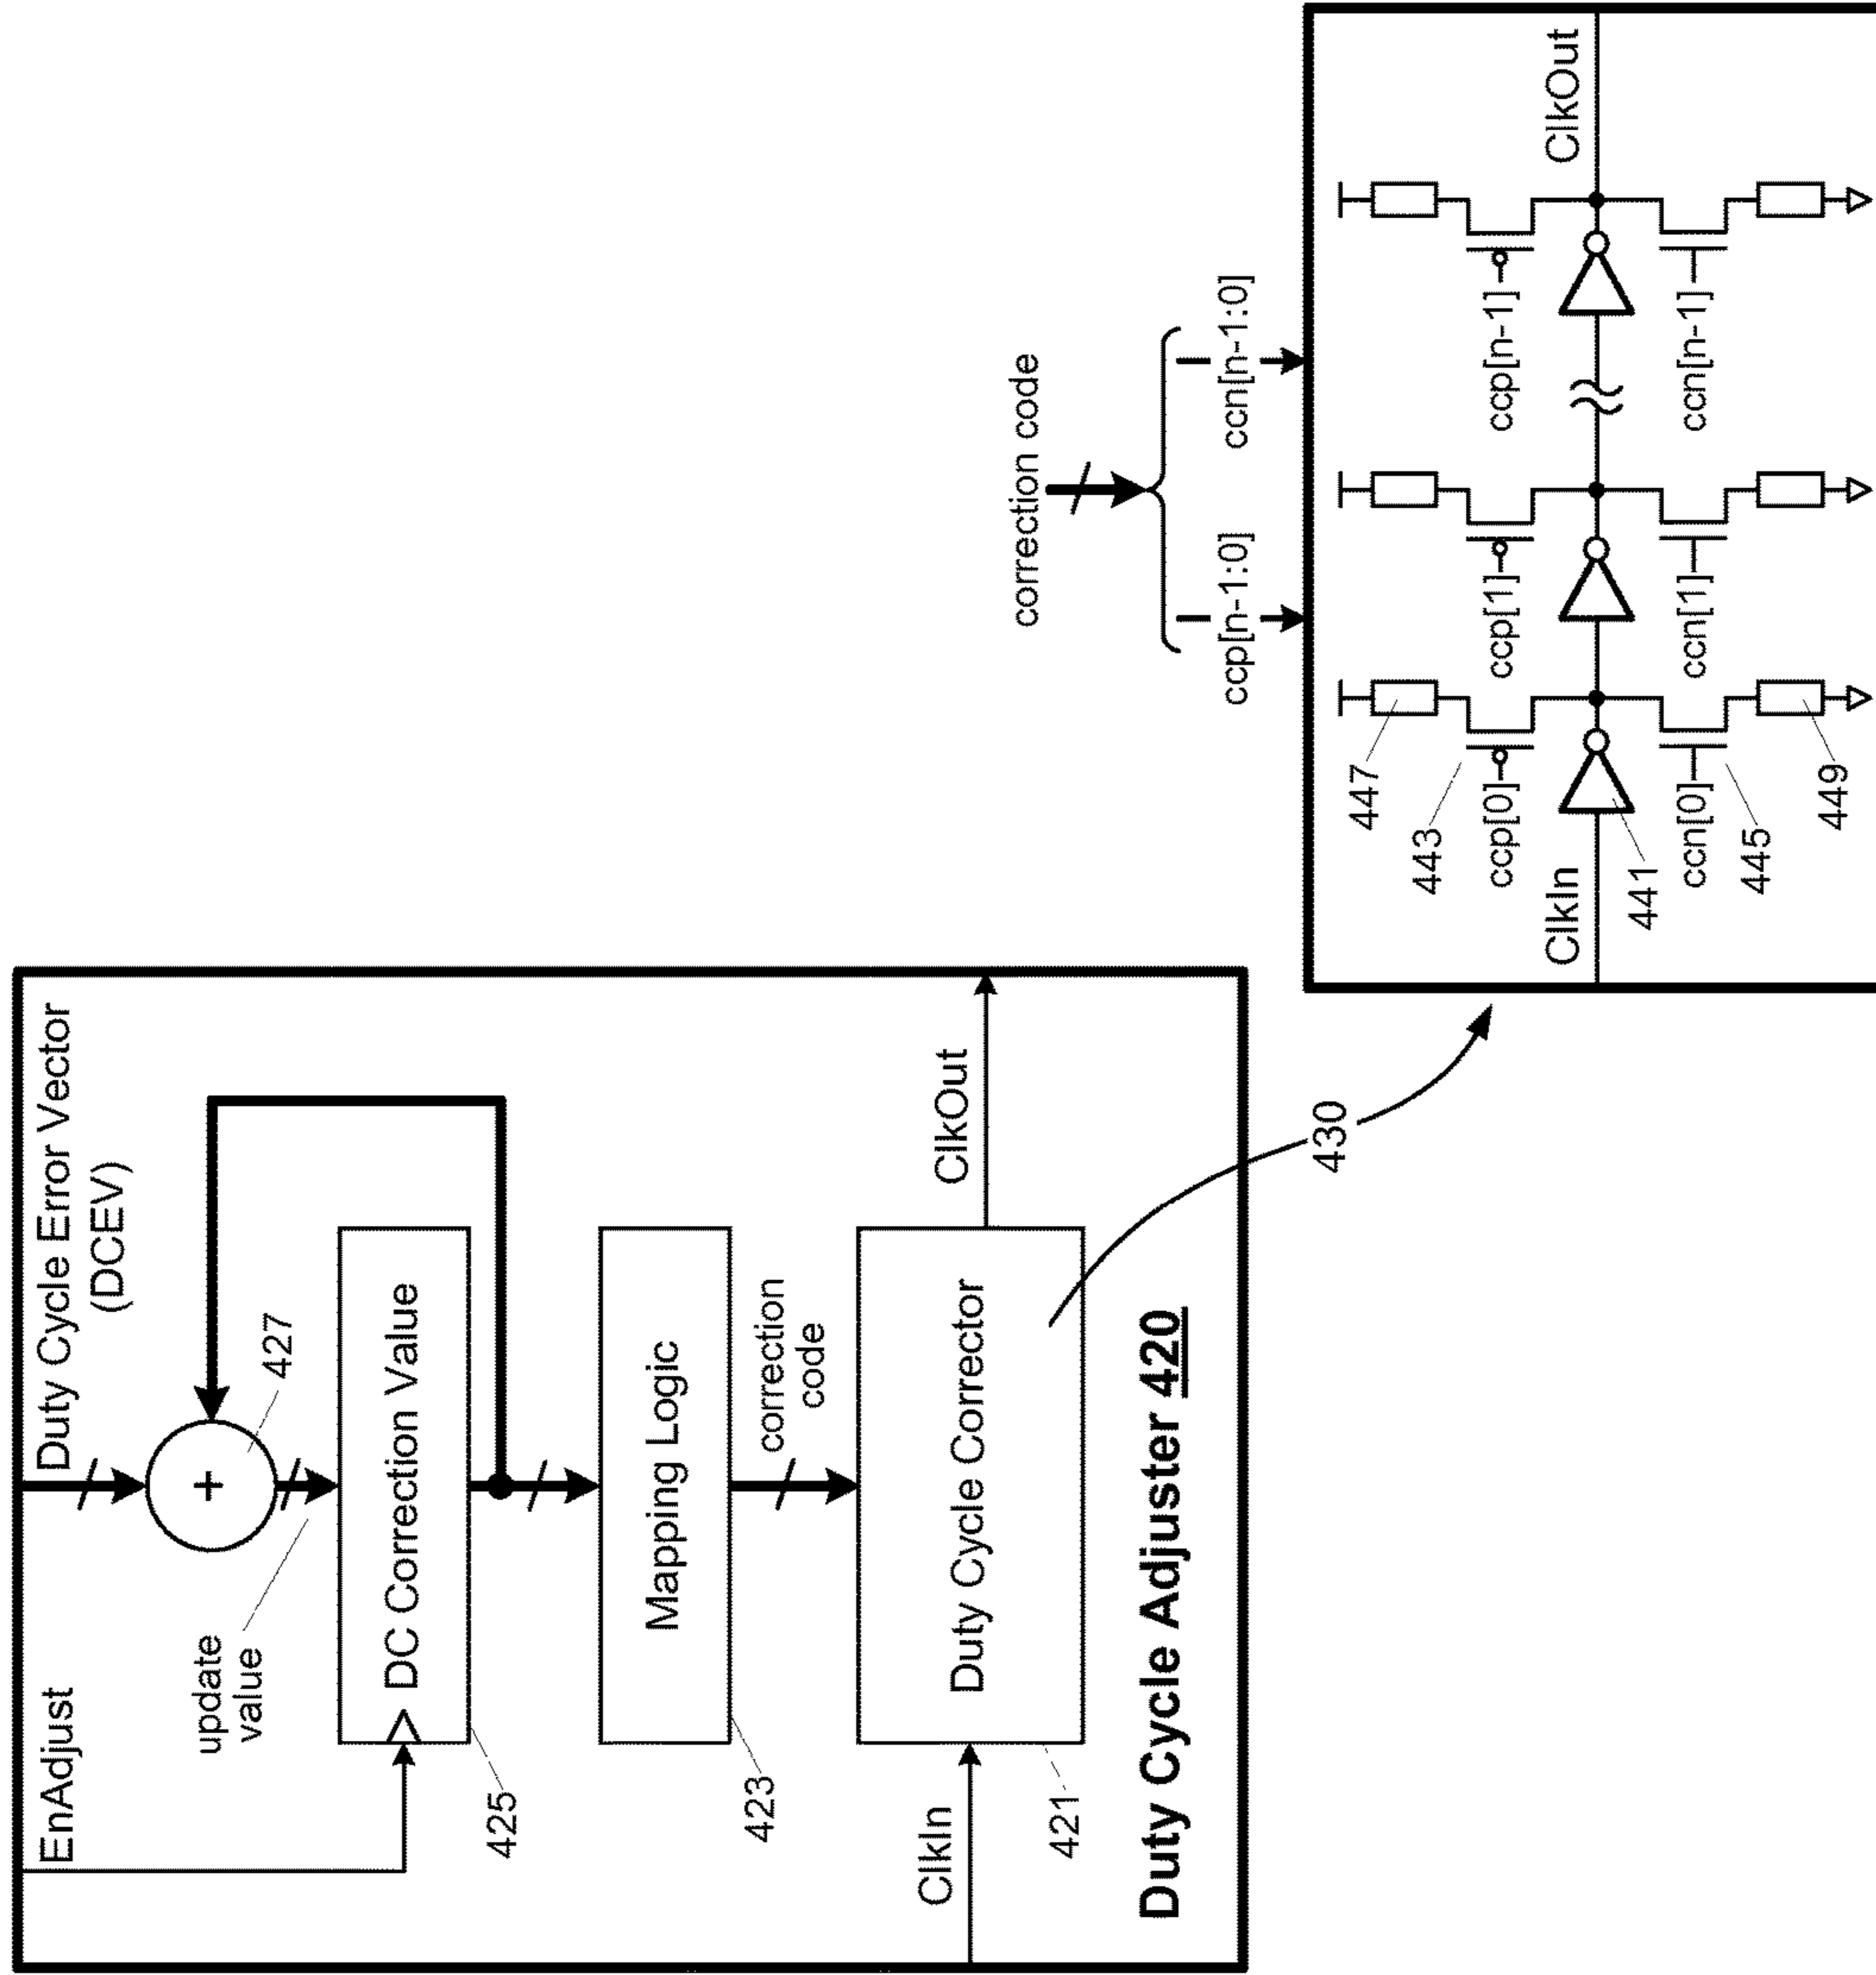 EnAdjust
Duty Cycle Error Vector
(DCEV)
+
427
update
value
DC Correction Value
425
Mapping Logic
423
correction
code
ClkIn
Duty Cycle Corrector
ClkOut
421
Duty Cycle Adjuster 420
430
correction code
ccp[n-1:0]
ccn[n-1:0]
447
443
ccp[0]
ccp[1]
ccp[n-1]
ClkIn
ClkOut
441
ccn[0]
ccn[1]
ccn[n-1]
445
449